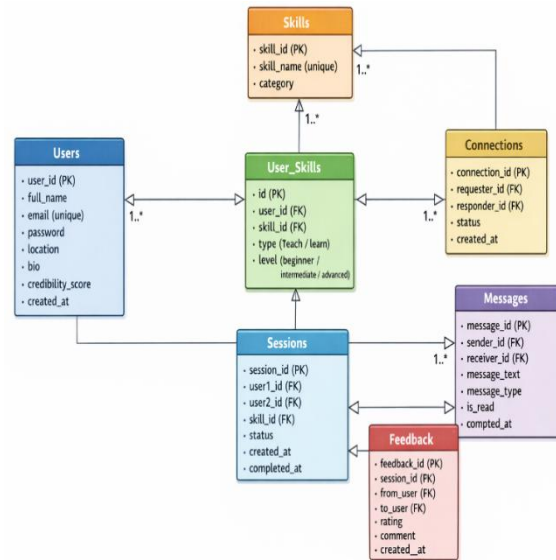 Skills
· skill_id (PK)
· skill_name (unique)
· category
1..*
1..*
Users
· user_id (PK)
· full_name
· email (unique)
· password
· location
· bio
· credibility_score
· created_at
1..*
User_Skills
· id (PK)
· user_id (FK)
· skill_id (FK)
· type (Teach / learn)
· level (beginner /
intermediate / advanced)
1..*
Connections
· connection_id (PK)
· requester_id (FK)
· responder_id (FK)
· status
· created_at
Sessions
· session_id (PK)
· user1_id (FK)
· user2_id (FK)
· skill_id (FK)
· status
· created_at
· completed_at
1..*
Messages
· message_id (PK)
· sender_id (FK)
· receiver_id (FK)
· message_text
· message_type
· is_read
· compted_at
Feedback
· feedback_id (PK)
· session_id (FK)
· from_user (FK)
· to_user (FK)
· rating
· comment
· created__at